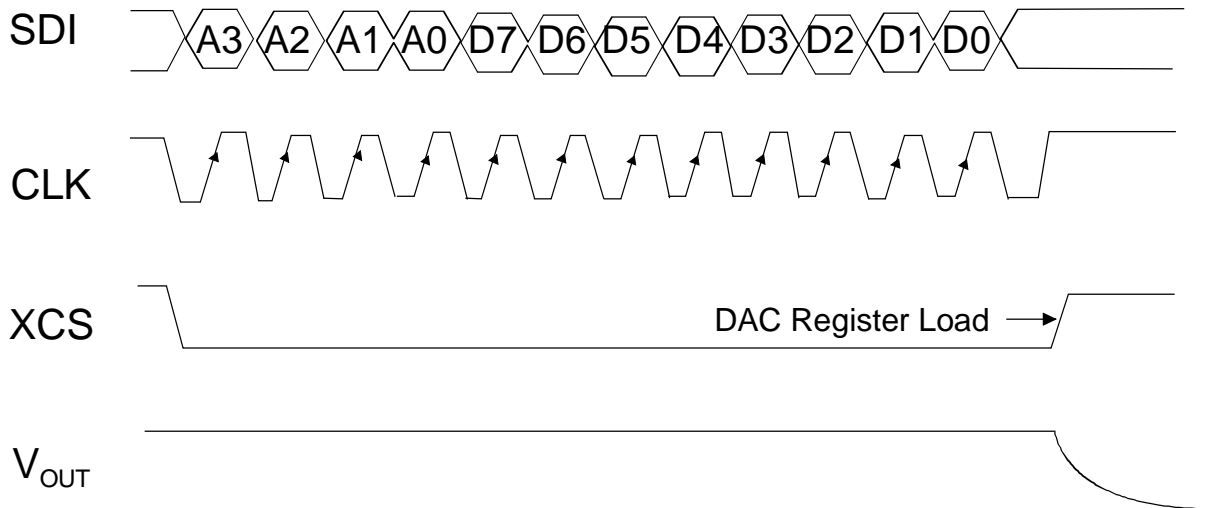 SDI A3 A2 A1 A0 D7 D6 D5 D4 D3 D2 D1 D0
CLK
XCS DAC Register Load
VOUT